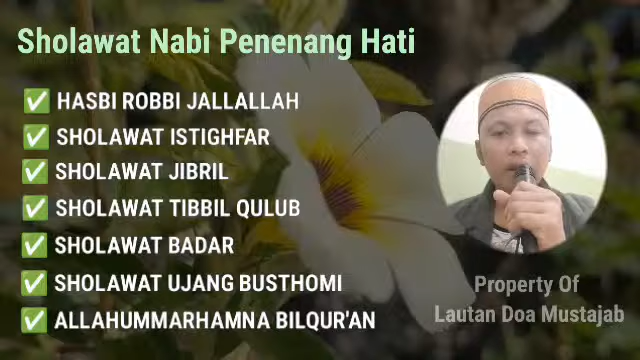 Sholawat Nabi Penenang Hati
✅ HASBI ROBBI JALLALLAH
✅ SHOLAWAT ISTIGHFAR
✅ SHOLAWAT JIBRIL
✅ SHOLAWAT TIBBIL QULUB
✅ SHOLAWAT BADAR
✅ SHOLAWAT UJANG BUSTHOMI
✅ ALLAHUMMARHAMNA BILQUR'AN
Property Of
Lautan Doa Mustajab